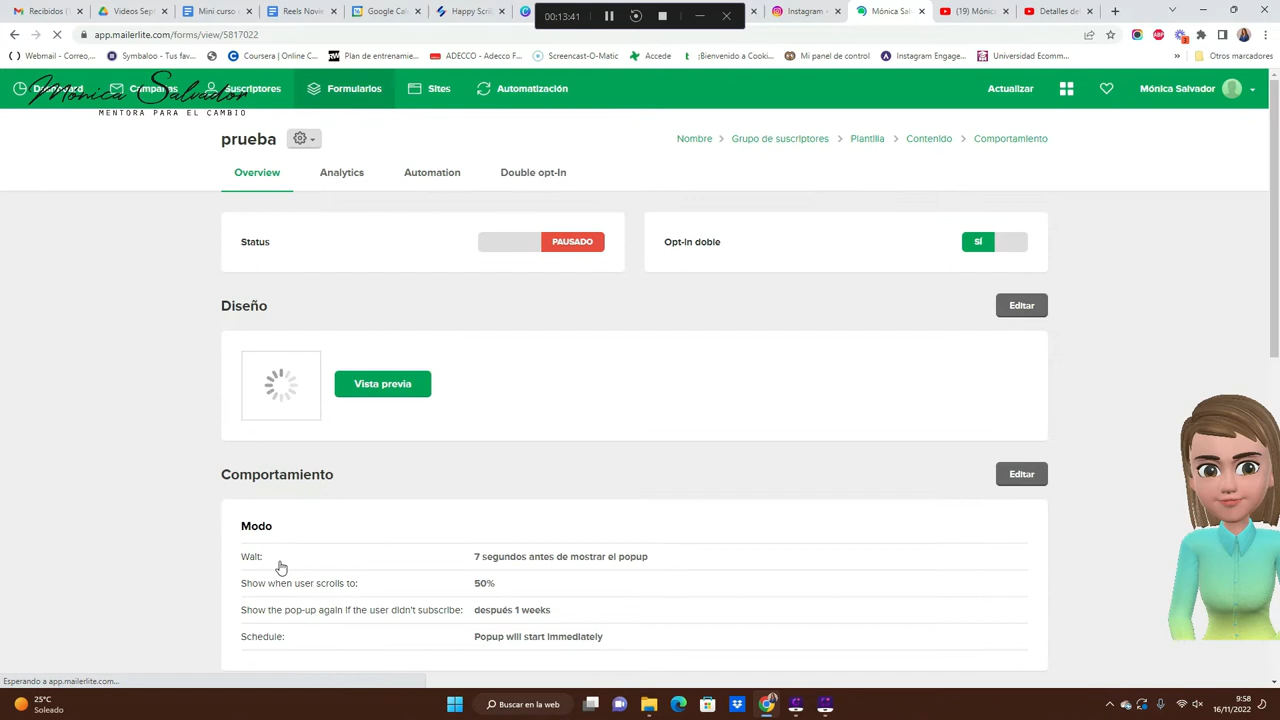 Recibidos (
Videos Sep
Mini curso
Reels Novie
Google Cal
Happy Scri
00:13:41
Instagram
Mónica Sal
(19) Mónic
Detalles de
app.mailerlite.com/forms/view/5817022
Webmail - Correo,...
Symbaloo - Tus fav...
Coursera | Online C...
Plan de entrenamie...
ADECCO - Adecco F...
Screencast-O-Matic
Accede
¡Bienvenido a Cooki...
Mi panel de control
Instagram Engage...
Universidad Ecomm...
Otros marcadores
Dashboard
Campañas
Suscriptores
Formularios
Sites
Automatización
Actualizar
Mónica Salvador
Mónica Salvador
MENTORA PARA EL CAMBIO
prueba
Nombre > Grupo de suscriptores > Plantilla > Contenido > Comportamiento
Overview
Analytics
Automation
Double opt-In
Status
PAUSADO
Opt-in doble
SÍ
Diseño
Editar
Vista previa
Comportamiento
Editar
Modo
Wait:
7 segundos antes de mostrar el popup
Show when user scrolls to:
50%
Show the pop-up again if the user didn't subscribe:
después 1 weeks
Schedule:
Popup will start immediately
Esperando a app.mailerlite.com...
25°C
Soleado
Buscar en la web
9:58
16/11/2022